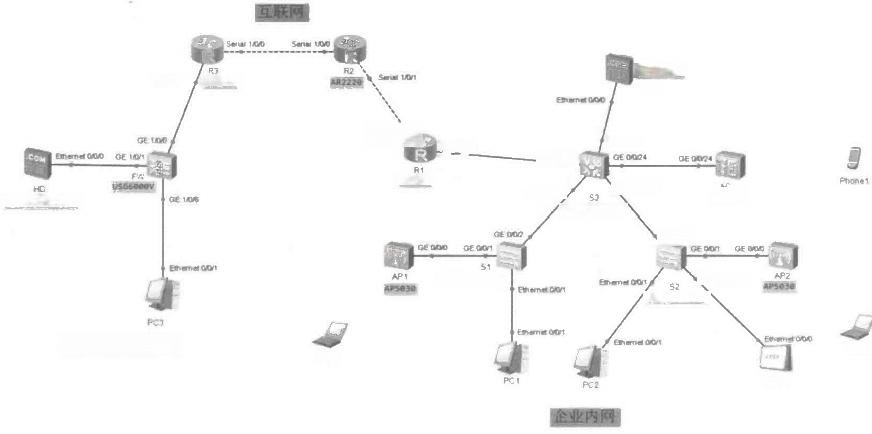 互联网
Serial 1/0/0
Serial 1/0/0
R3
R2
AR2220
Serial 1/0/1
Ethernet 0/0/0
GE 1/0/0
Ethernet 0/0/0
GE 1/0/1
R1
GE 0/0/24
GE 0/0/24
HD
USG6000V
S3
Phone1
GE 1/0/6
GE 0/0/2
GE 0/0/0
GE 0/0/1
GE 0/0/1
GE 0/0/0
Ethernet 0/0/1
AP1
S1
AP2
AP5030
Ethernet 0/0/1
S2
AP5030
Ethernet 0/0/1
PC3
Ethernet 0/0/1
Ethernet 0/0/1
Ethernet 0/0/0
PC1
PC2
企业内网